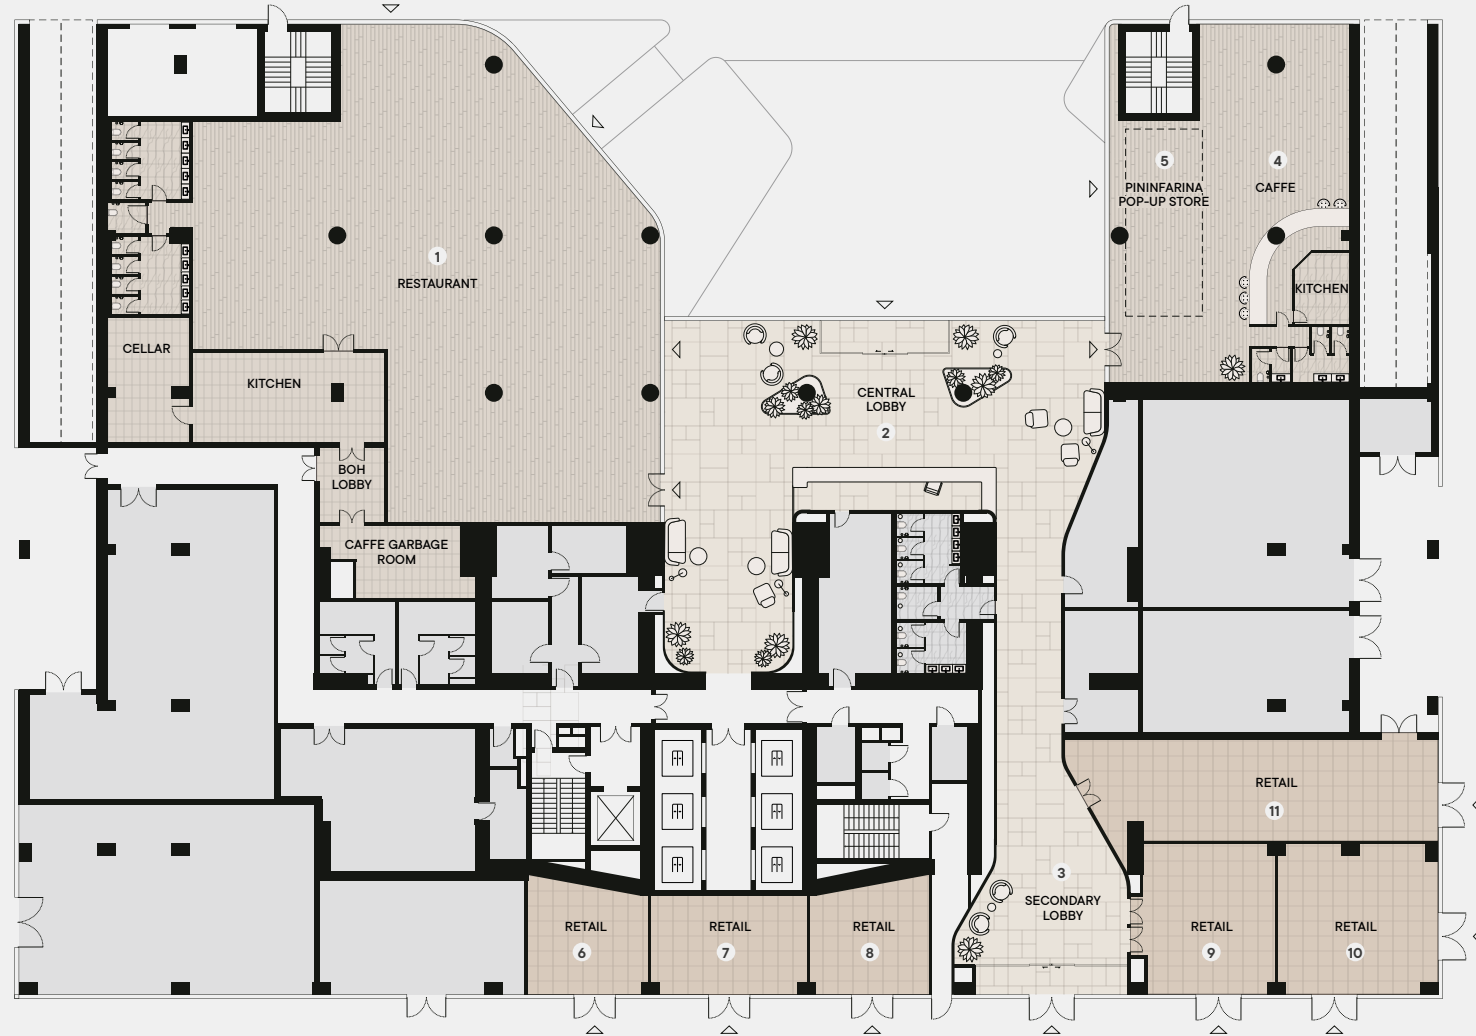 5
PININFARINA
POP-UP STORE
4
CAFFE
1
RESTAURANT
KITCHEN
CELLAR
KITCHEN
CENTRAL
LOBBY
2
BOH
LOBBY
CAFFE GARBAGE
ROOM
RETAIL
11
3
SECONDARY
LOBBY
RETAIL
6
RETAIL
7
RETAIL
8
RETAIL
9
RETAIL
10